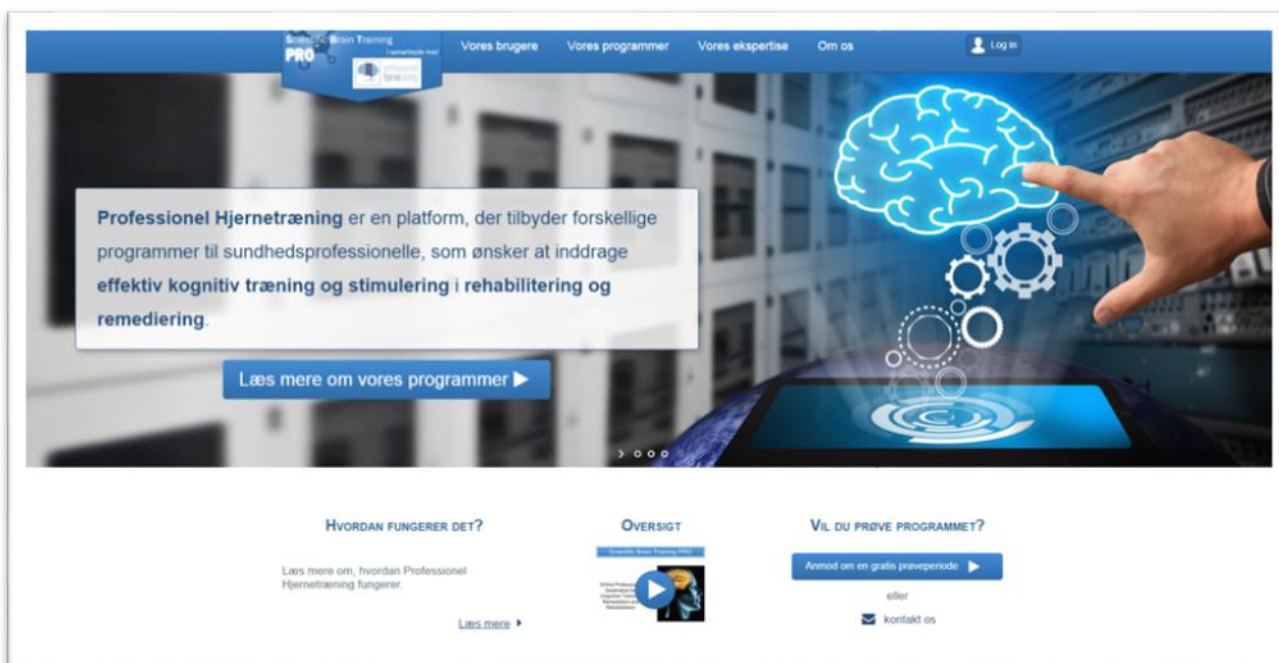 Scientific Brain Training
PRO
I samarbejde med
Vores brugere
Vores programmer
Vores ekspertise
Om os
Log in
Professionel Hjernetræning er en platform, der tilbyder forskellige
programmer til sundhedsprofessionelle, som ønsker at inddrage
effektiv kognitiv træning og stimulering i rehabilitering og
remediering.
Læs mere om vores programmer
HVORDAN FUNGERER DET?
Læs mere om, hvordan Professionel
Hjernetræning fungerer.
Læs mere
OVERSIGT
Scientific Brain Training PRO
VIL DU PRØVE PROGRAMMET?
Anmod om en gratis prøveperiode
eller
kontakt os